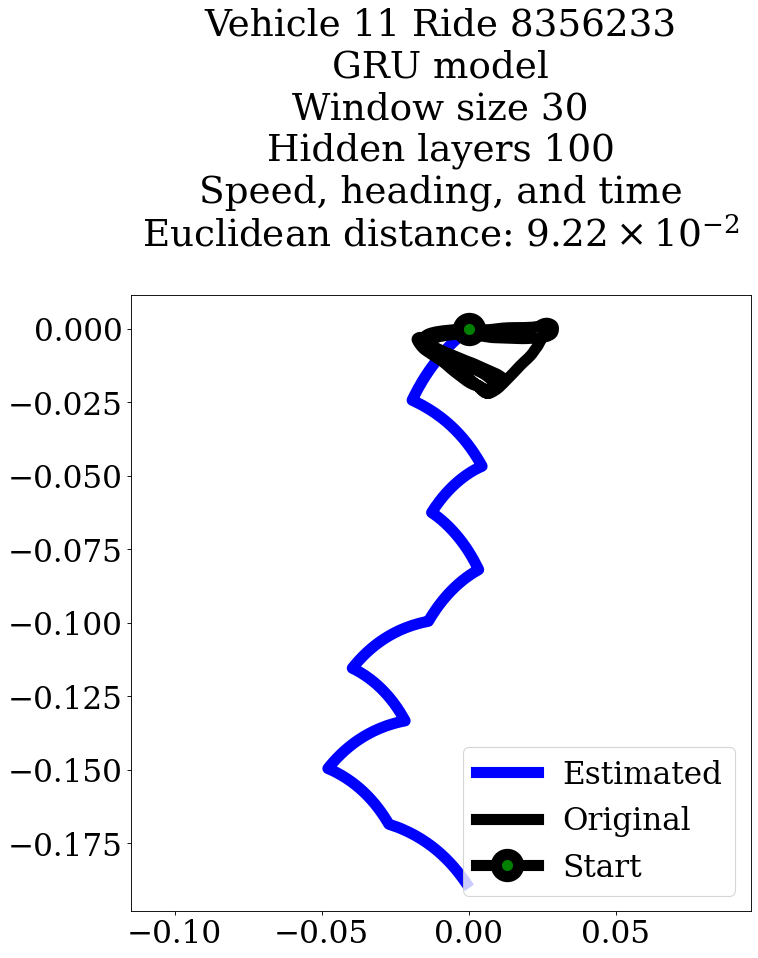 Vehicle 11 Ride 8356233
GRU model
Window size 30
Hidden layers 100
Speed, heading, and time
Euclidean distance: 9.22 × 10⁻²
0.000
−0.025
−0.050
−0.075
−0.100
−0.125
−0.150
−0.175
Estimated
Original
Start
−0.10 −0.05 0.00 0.05